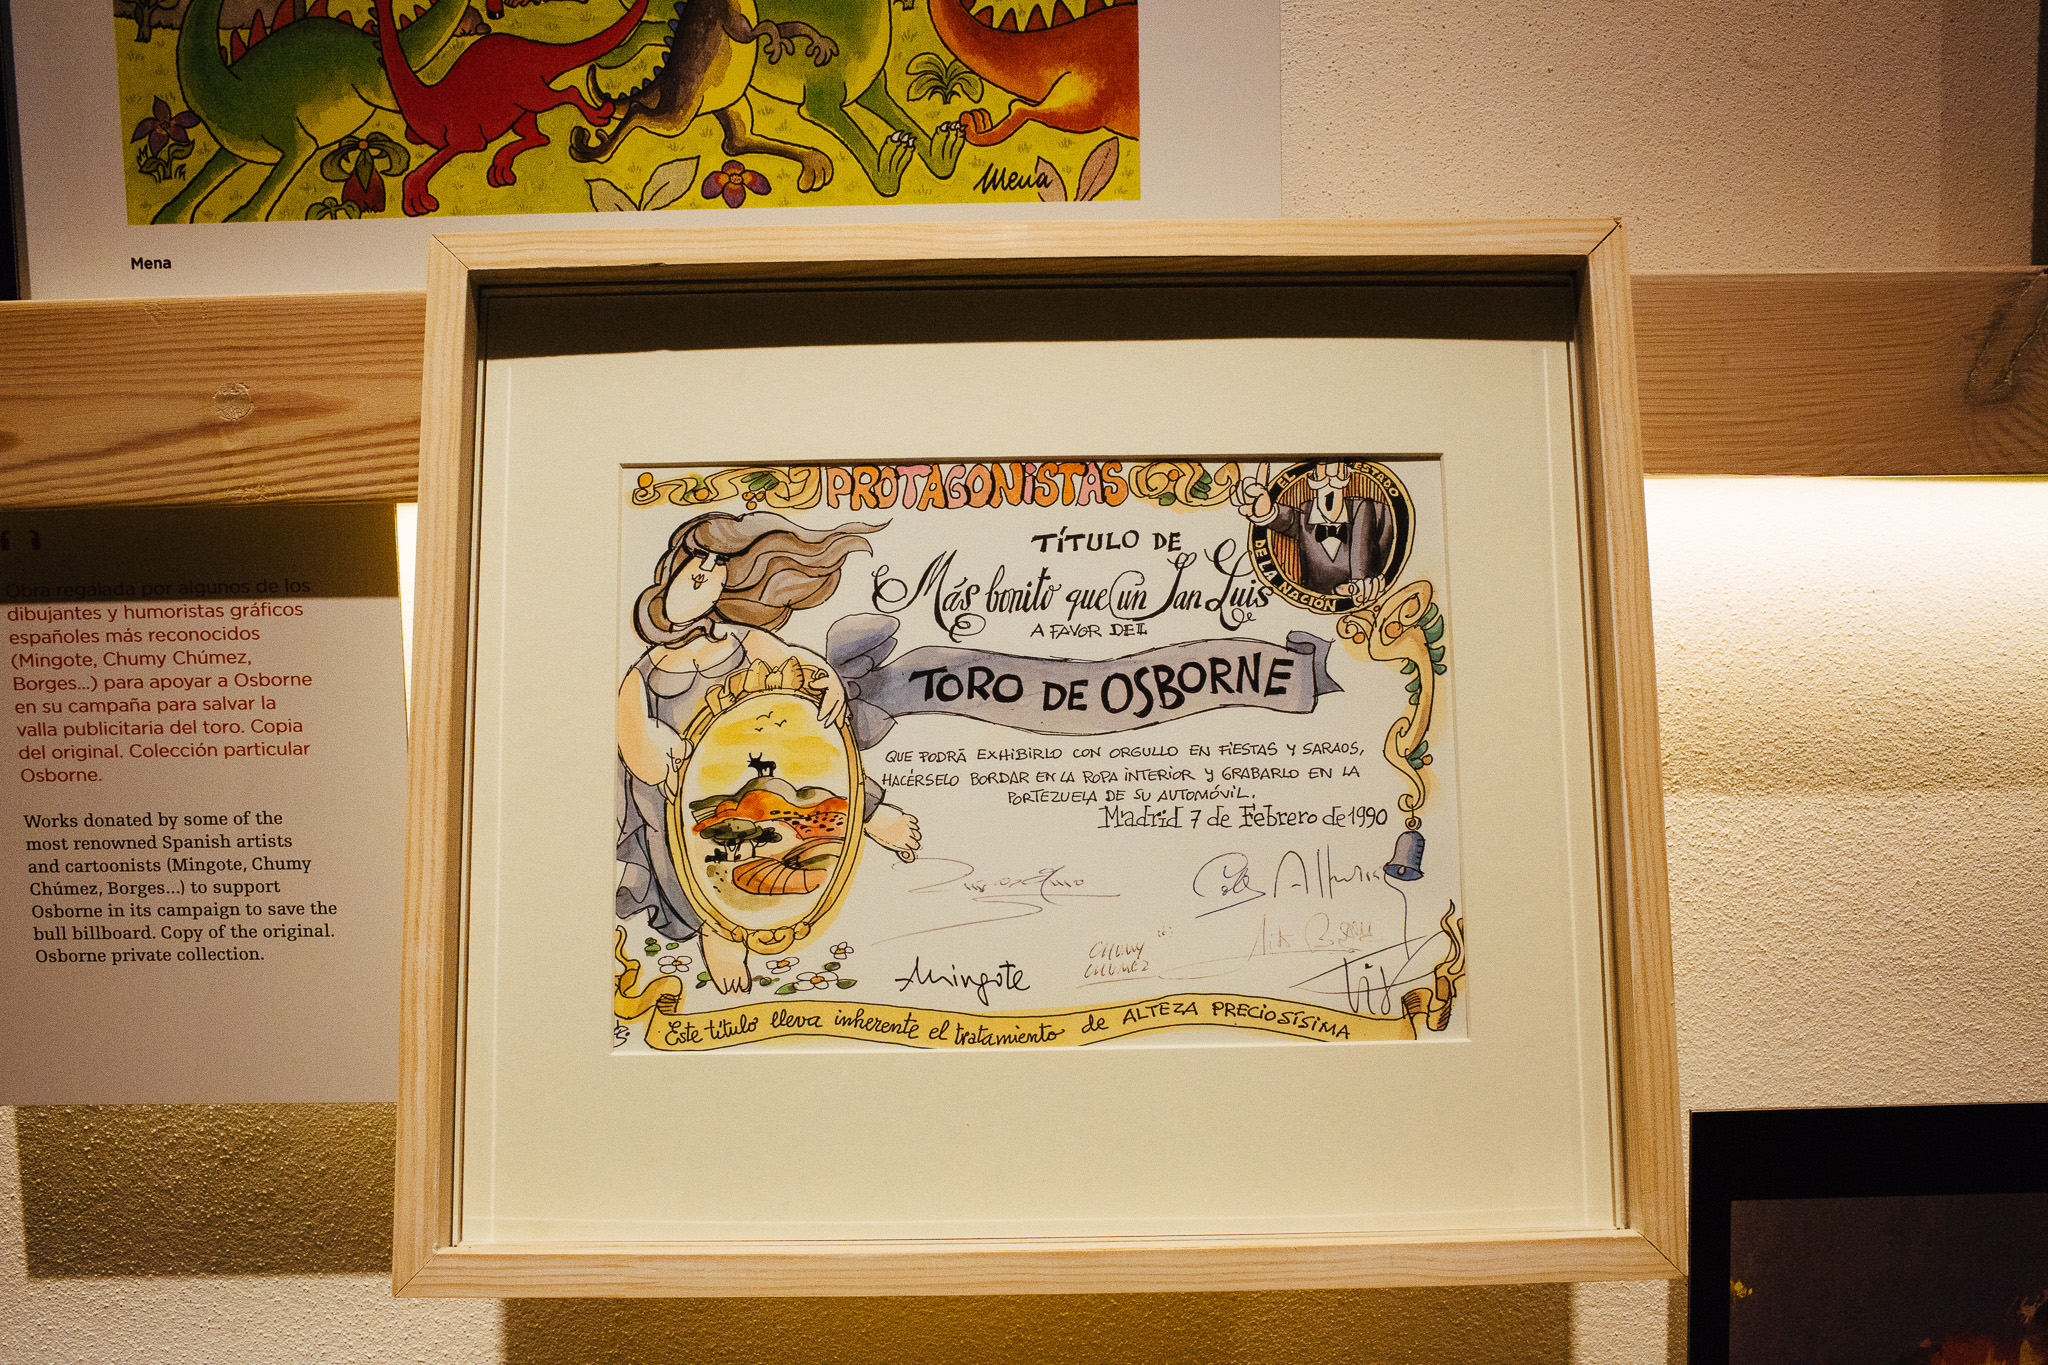 Mena
Mena
Obra regalada por algunos de los
dibujantes y humoristas gráficos
españoles más reconocidos
(Mingote, Chumy Chúmez,
Borges...) para apoyar a Osborne
en su campaña para salvar la
valla publicitaria del toro. Copia
del original. Colección particular
Osborne.
Works donated by some of the
most renowned Spanish artists
and cartoonists (Mingote, Chumy
Chúmez, Borges...) to support
Osborne in its campaign to save the
bull billboard. Copy of the original.
Osborne private collection.
PROTAGONISTAS
EL ESTADO
DE LA NACIÓN
TÍTULO DE
Más bonito que un San Luis
A FAVOR DEL
TORO DE OSBORNE
QUE PODRÁ EXHIBIRLO CON ORGULLO EN FIESTAS Y SARAOS,
HACÉRSELO BORDAR EN LA ROPA INTERIOR Y GRABARLO EN LA
PORTEZUELA DE SU AUTOMÓVIL.
Madrid 7 de Febrero de 1990
Mingote
CHUMY
CHUMEZ
Este título lleva inherente el tratamiento de ALTEZA PRECIOSÍSIMA